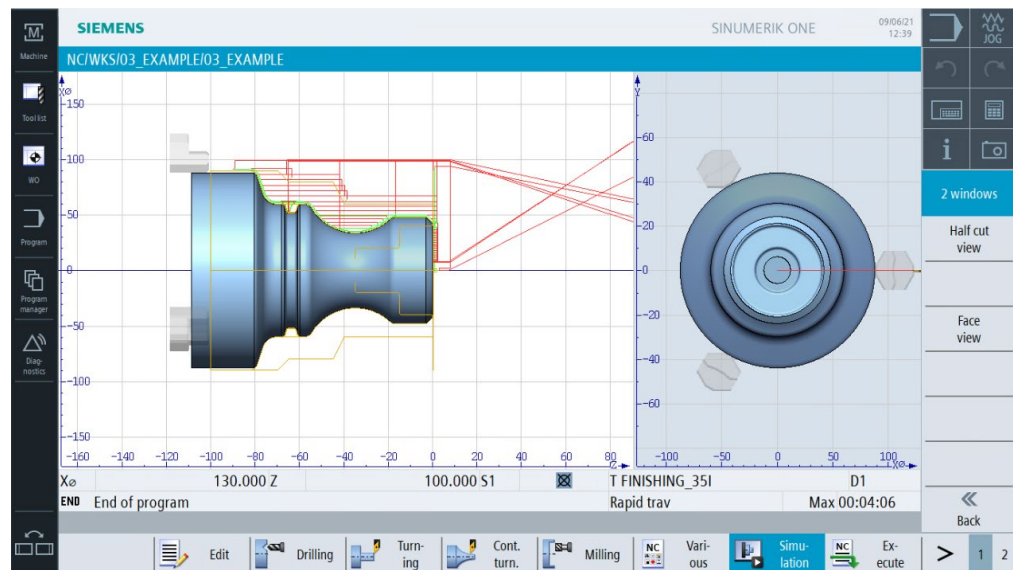 M
Machine
SIEMENS
SINUMERIK ONE
09/06/21
12:39
JOG
NC/WKS/03_EXAMPLE/03_EXAMPLE
Tool list
WO
Program
Program
manager
Diag-
nostics
XØ
150
100
50
0
-50
-100
-150
-160 -140 -120 -100 -80 -60 -40 -20 0 20 40 60 80
Z
Y
60
40
20
0
-20
-40
-60
-100 -50 0 50 100
XØ
i
2 windows
Half cut
view
Face
view
Back
Xø 130.000 Z 100.000 S1 T FINISHING_35I D1
END End of program Rapid trav Max 00:04:06
Edit
Drilling
Turn-
ing
Cont.
turn.
Milling
NC
Vari-
ous
Simu-
lation
NC
Ex-
ecute
> 1 2